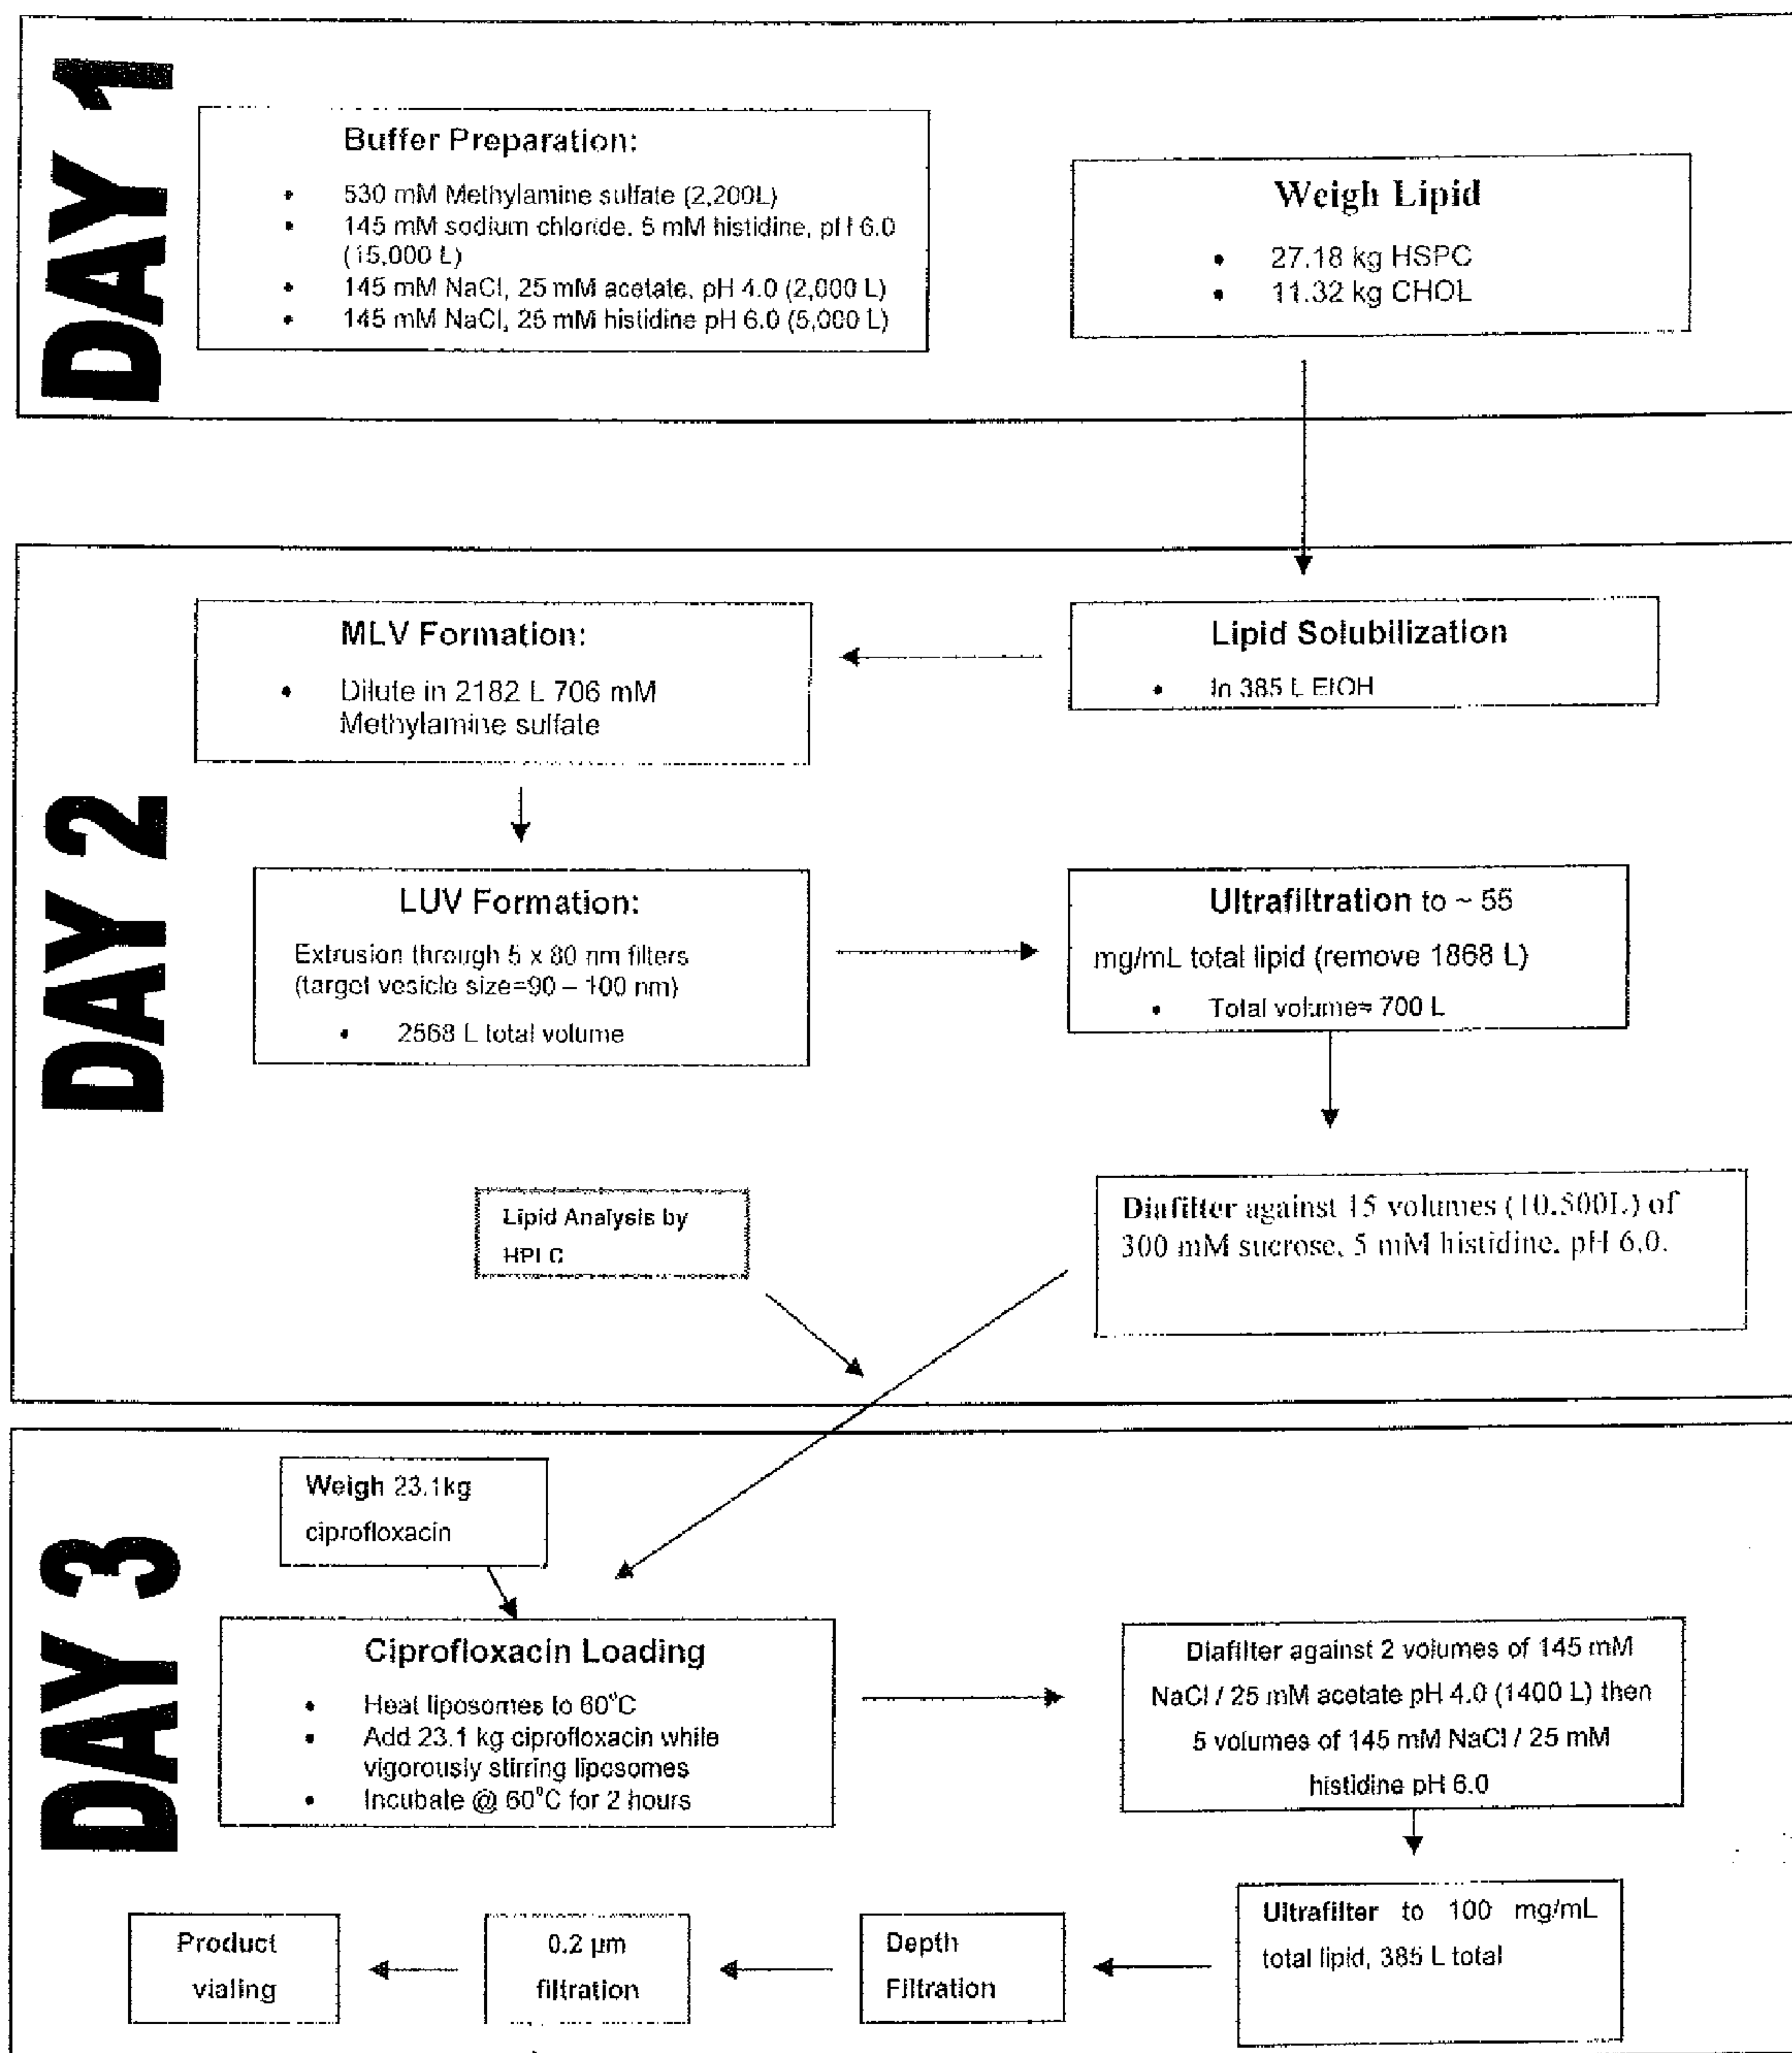 DAY 1
Buffer Preparation:
• 530 mM Methylamine sulfate (2,200L)
• 145 mM sodium chloride, 5 mM histidine, pH 6.0
(15,000 L)
• 145 mM NaCl, 25 mM acetate, pH 4.0 (2,000 L)
• 145 mM NaCl, 25 mM histidine pH 6.0 (5,000 L)
Weigh Lipid
• 27.18 kg HSPC
• 11.32 kg CHOL
DAY 2
Lipid Solubilization
• In 385 L EtOH
MLV Formation:
• Dilute in 2182 L 706 mM
Methylamine sulfate
LUV Formation:
Extrusion through 5 x 80 nm filters
(target vesicle size=90 – 100 nm)
• 2568 L total volume
Ultrafiltration to ~ 55
mg/mL total lipid (remove 1868 L)
• Total volume= 700 L
Diafilter against 15 volumes (10,500L) of
300 mM sucrose, 5 mM histidine, pH 6.0.
Lipid Analysis by
HPLC
DAY 3
Weigh 23.1kg
ciprofloxacin
Ciprofloxacin Loading
• Heat liposomes to 60°C
• Add 23.1 kg ciprofloxacin while
vigorously stirring liposomes
• Incubate @ 60°C for 2 hours
Diafilter against 2 volumes of 145 mM
NaCl / 25 mM acetate pH 4.0 (1400 L) then
5 volumes of 145 mM NaCl / 25 mM
histidine pH 6.0
Ultrafilter to 100 mg/mL
total lipid, 385 L total
Depth
Filtration
0.2 µm
filtration
Product
vialing